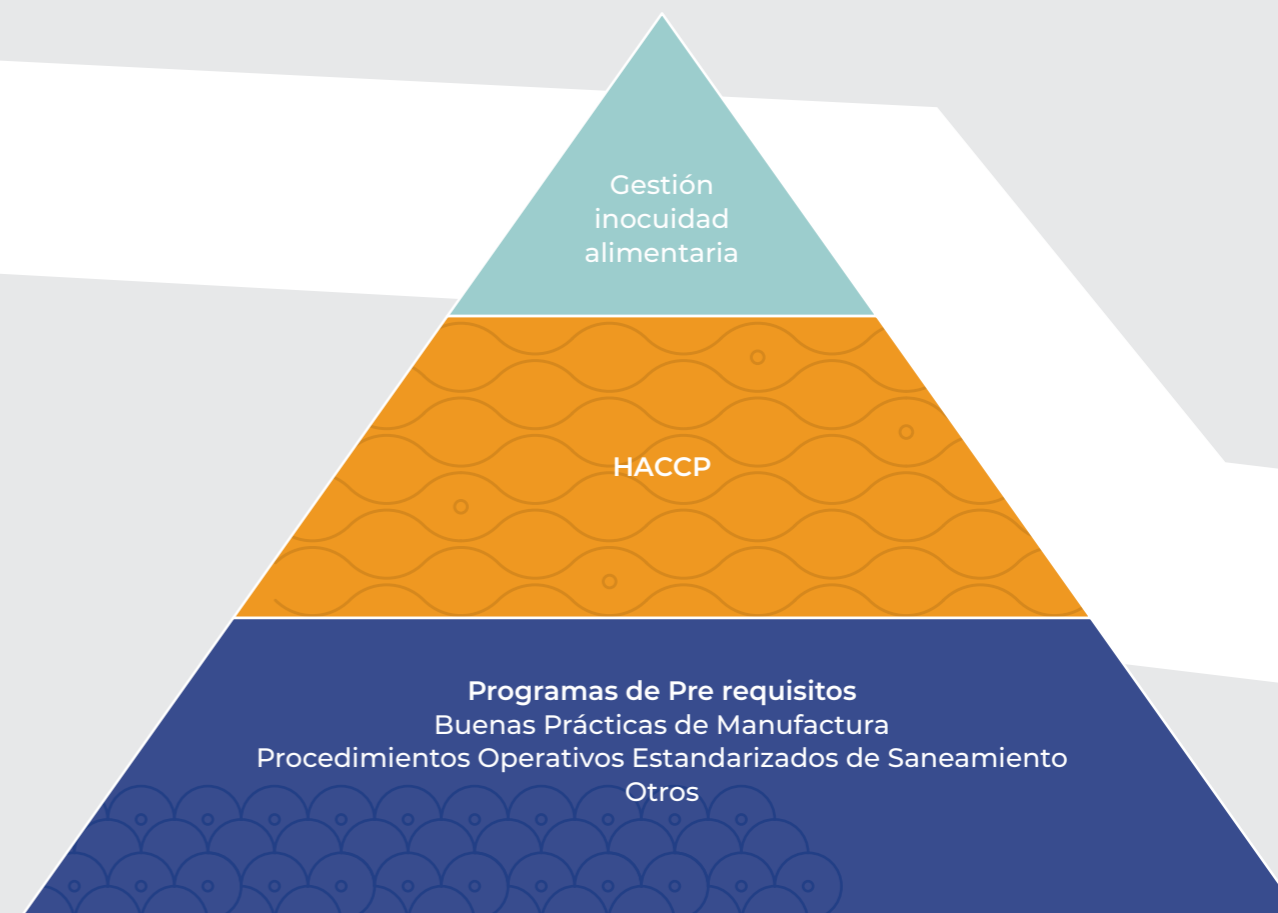 Gestión
inocuidad
alimentaria
HACCP
Programas de Pre requisitos
Buenas Prácticas de Manufactura
Procedimientos Operativos Estandarizados de Saneamiento
Otros